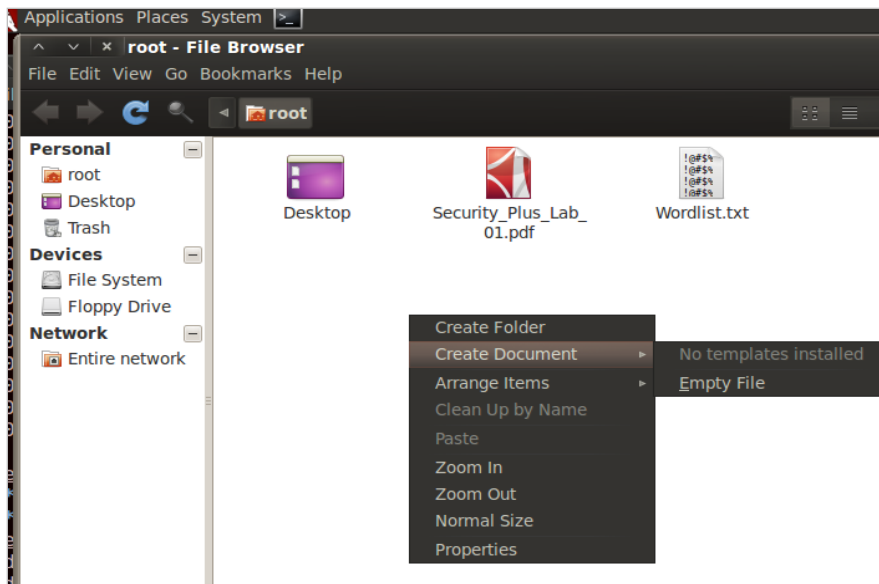 Applications Places System
root - File Browser
File Edit View Go Bookmarks Help
root
Personal
root
Desktop
Trash
Devices
File System
Floppy Drive
Network
Entire network
Desktop
Security_Plus_Lab_
01.pdf
!@#$%
!@#$%
!@#$%
!@#$%
Wordlist.txt
Create Folder
Create Document
Arrange Items
Clean Up by Name
Paste
Zoom In
Zoom Out
Normal Size
Properties
No templates installed
Empty File